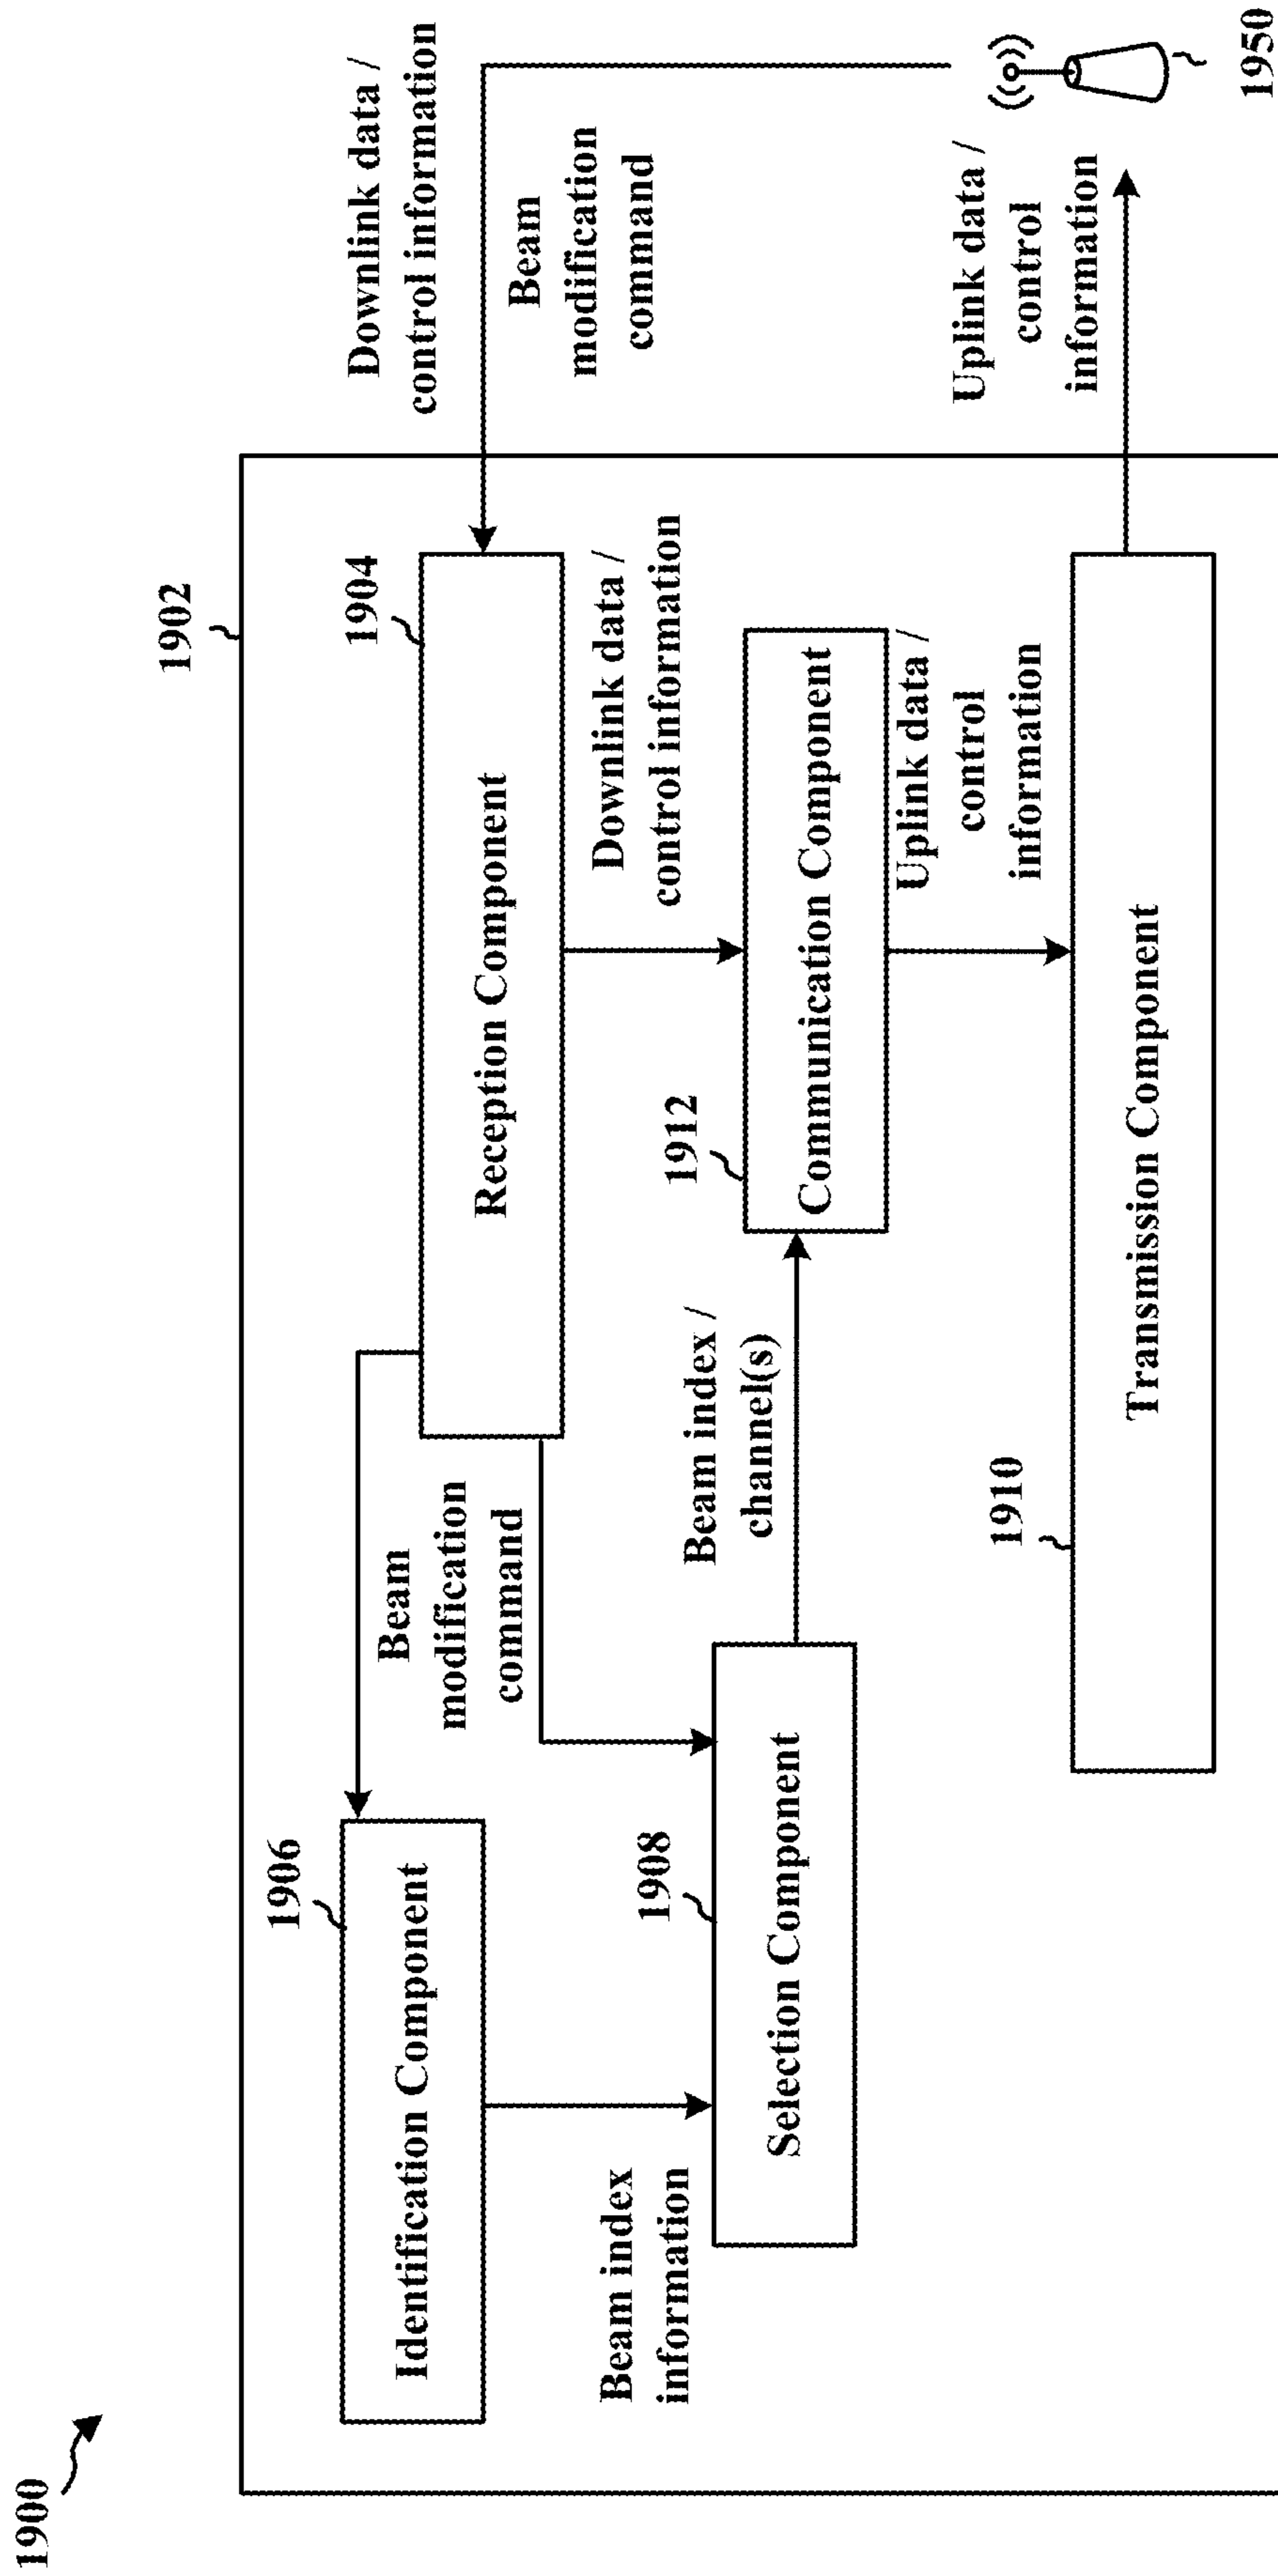 1900
1902
1906
Identification Component
Beam
modification
command
1904
Reception Component
Downlink data /
control information
Beam
modification
command
Beam index
information
1908
Selection Component
Beam index /
channel(s)
1912
Communication Component
Downlink data /
control information
Uplink data /
control
information
1910
Transmission Component
Uplink data /
control
information
1950